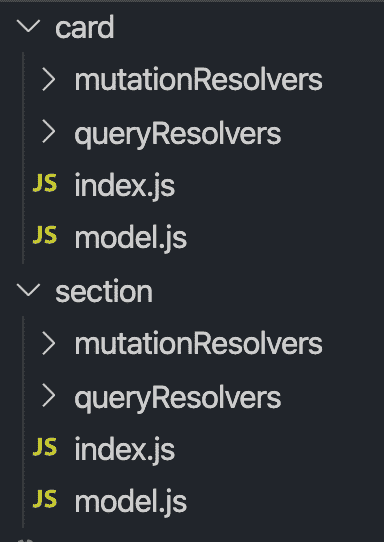 card
mutationResolvers
queryResolvers
JS index.js
JS model.js
section
mutationResolvers
queryResolvers
JS index.js
JS model.js